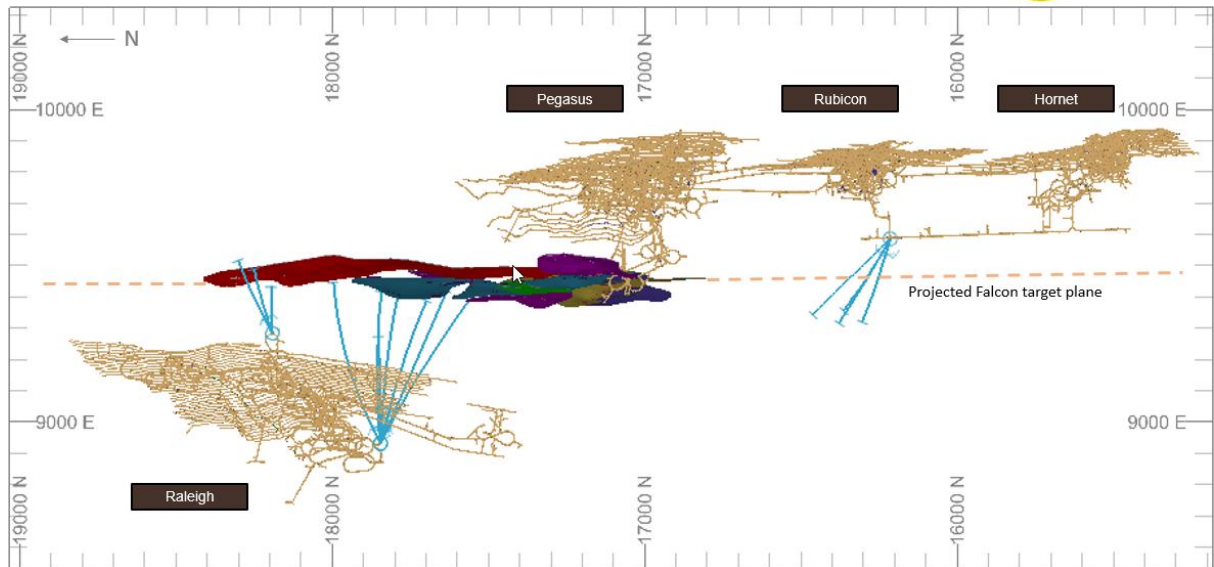 N
19000 N
18000 N
17000 N
16000 N
10000 E
10000 E
Pegasus
Rubicon
Hornet
Projected Falcon target plane
9000 E
9000 E
Raleigh
19000 N
18000 N
17000 N
16000 N